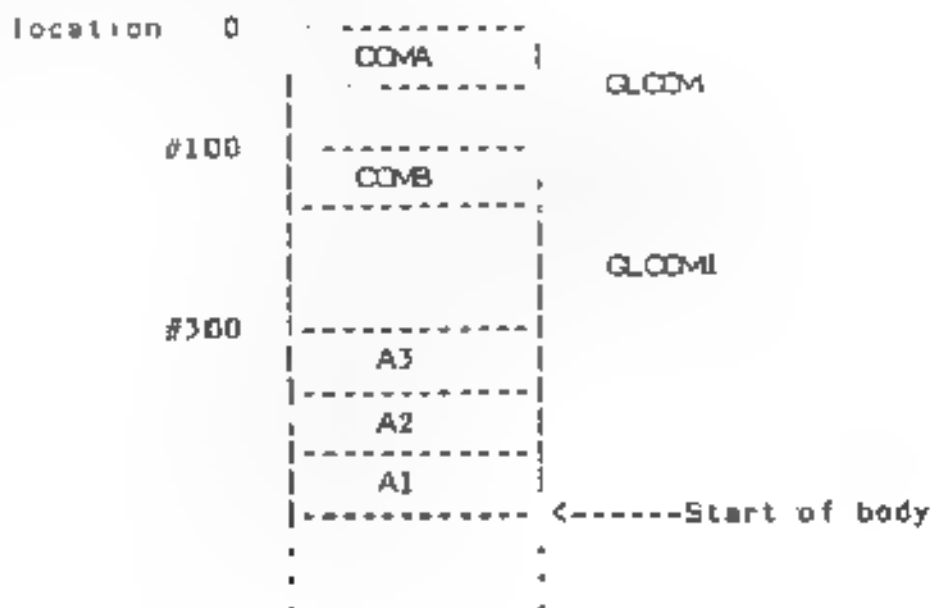 location 0
COMA
GLCOM
#100
COMB
GLCOM1
#300
A3
A2
A1
<------Start of body